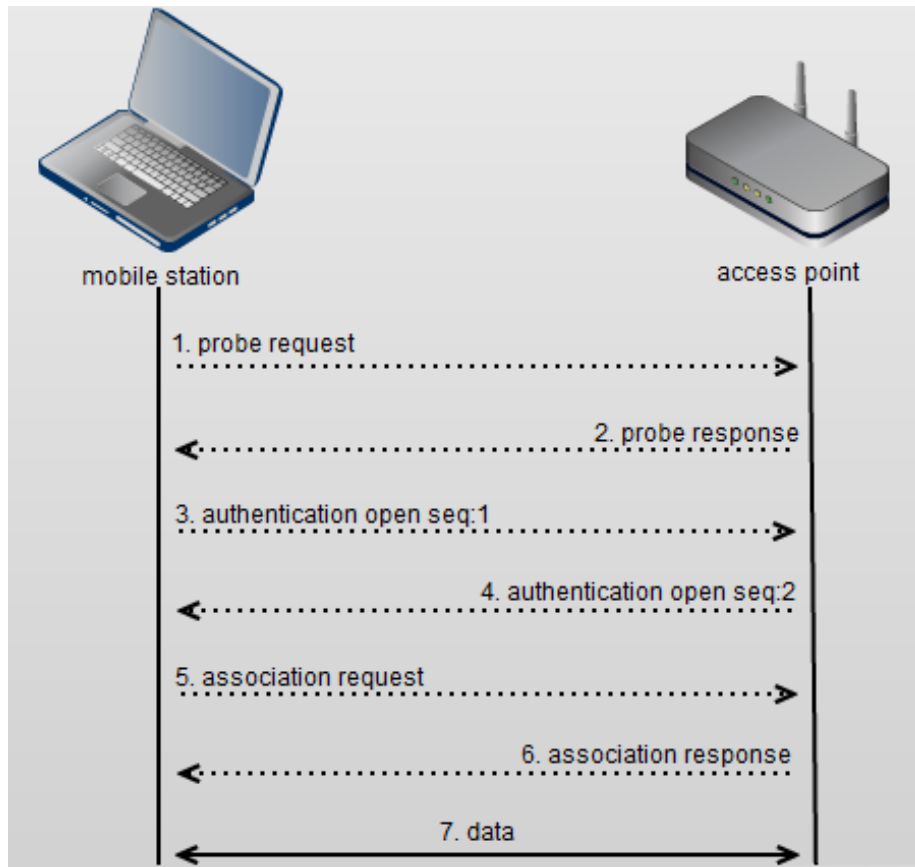 mobile station
access point
1. probe request
2. probe response
3. authentication open seq:1
4. authentication open seq:2
5. association request
6. association response
7. data